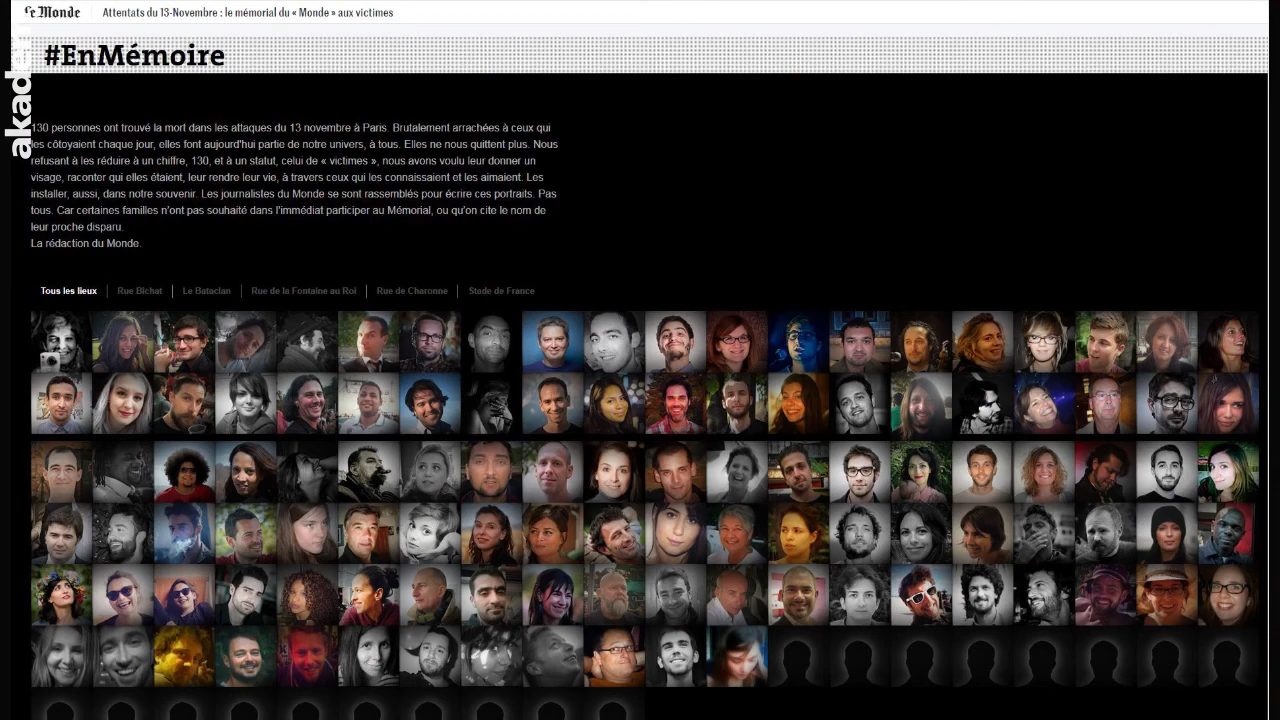 Le Monde
Attentats du 13-Novembre : le mémorial du « Monde » aux victimes
#EnMémoire
akade
130 personnes ont trouvé la mort dans les attaques du 13 novembre à Paris. Brutalement arrachées à ceux qui
les côtoyaient chaque jour, elles font aujourd'hui partie de notre univers, à tous. Elles ne nous quittent plus. Nous
refusant à les réduire à un chiffre, 130, et à un statut, celui de « victimes », nous avons voulu leur donner un
visage, raconter qui elles étaient, leur rendre leur vie, à travers ceux qui les connaissaient et les aimaient. Les
installer, aussi, dans notre souvenir. Les journalistes du Monde se sont rassemblés pour écrire ces portraits. Pas
tous. Car certaines familles n'ont pas souhaité dans l'immédiat participer au Mémorial, ou qu'on cite le nom de
leur proche disparu.
La rédaction du Monde.
Tous les lieux
Rue Bichat
Le Bataclan
Rue de la Fontaine au Roi
Rue de Charonne
Stade de France